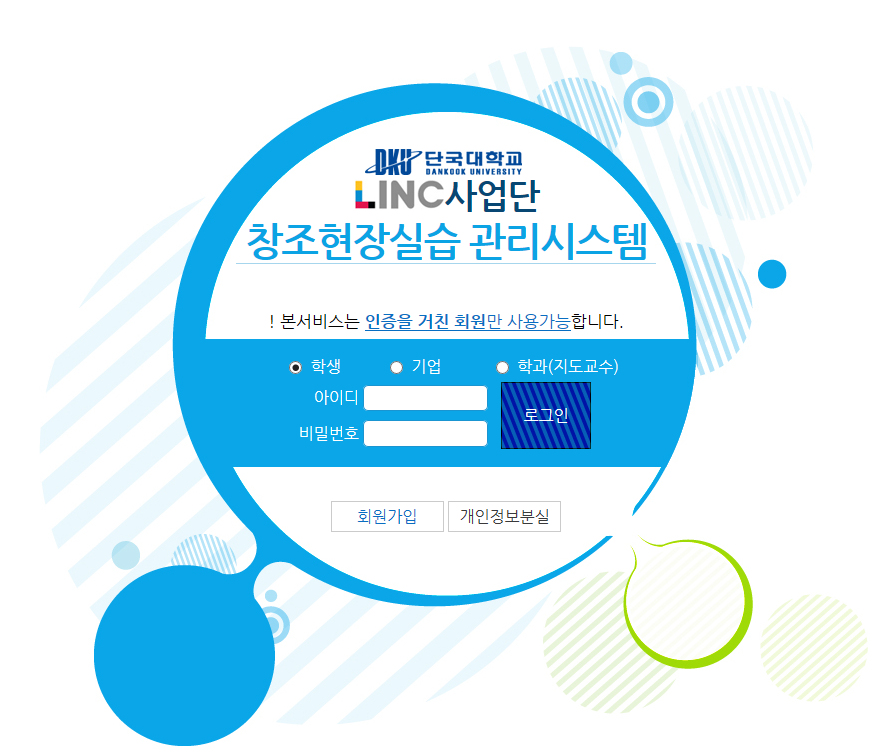 DKU 단국대학교
DANKOOK UNIVERSITY
LINC사업단
창조현장실습 관리시스템
! 본서비스는 인증을 거친 회원만 사용가능합니다.
학생 기업 학과(지도교수)
아이디
로그인
비밀번호
회원가입 개인정보분실